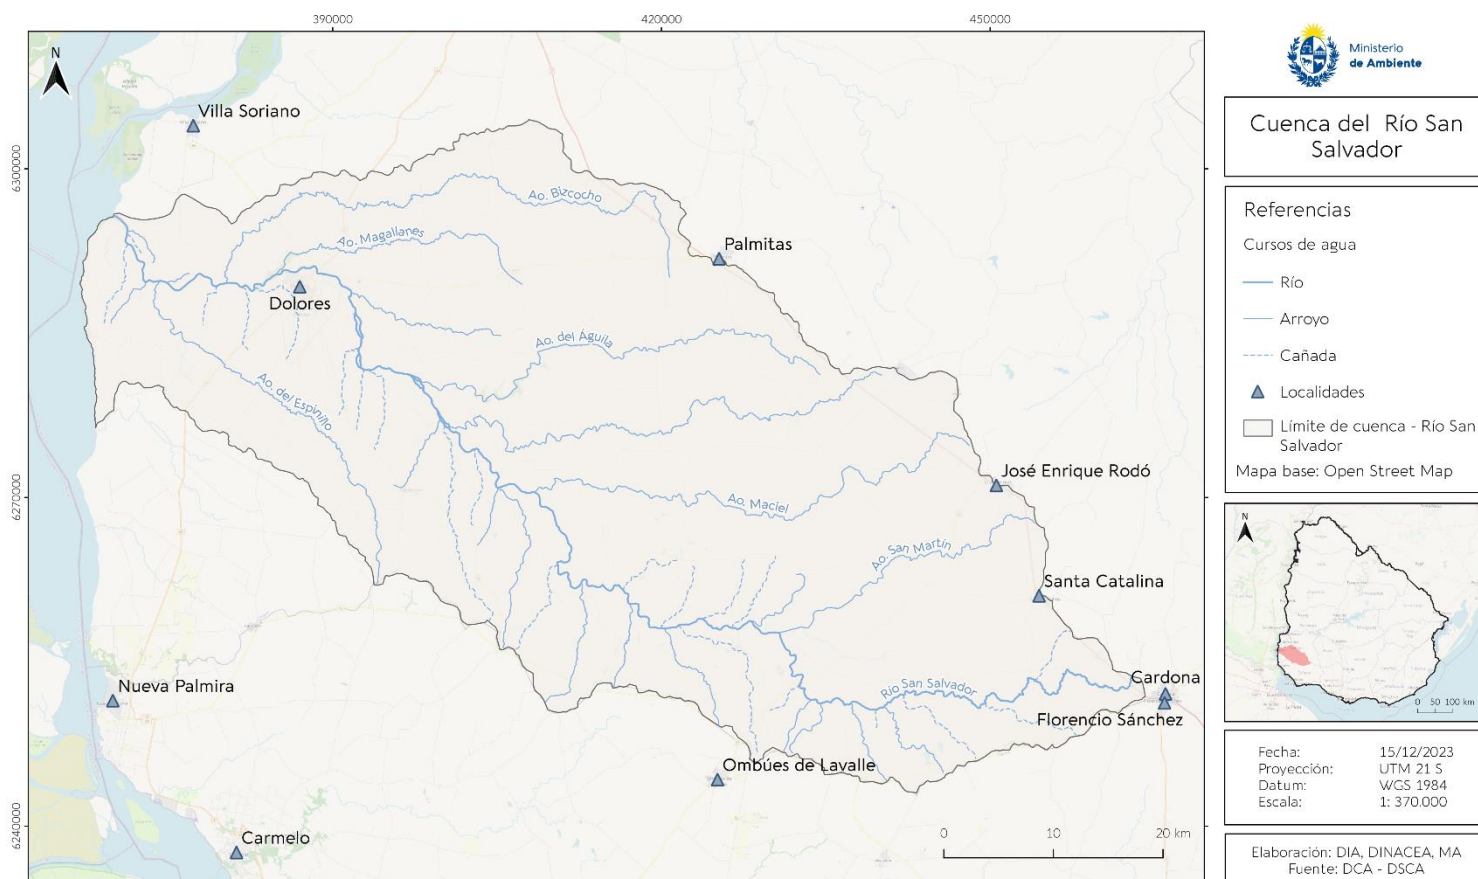 390000
420000
450000
6300000
6270000
6240000
N
Villa Soriano
Ao. Bizcocho
Ao. Magallanes
Palmitas
Dolores
Ao. del Águila
Ao. del Espinillo
José Enrique Rodó
Ao. Maciel
Ao. San Martín
Santa Catalina
Nueva Palmira
Río San Salvador
Cardona
Florencio Sánchez
Ombúes de Lavalle
Carmelo
0 10 20 km
Ministerio
de Ambiente
Cuenca del Río San
Salvador
Referencias
Cursos de agua
Río
Arroyo
Cañada
Localidades
Límite de cuenca - Río San
Salvador
Mapa base: Open Street Map
N
0 50 100 km
Fecha: 15/12/2023
Proyección: UTM 21 S
Datum: WGS 1984
Escala: 1: 370.000
Elaboración: DIA, DINACEA, MA
Fuente: DCA - DSCA